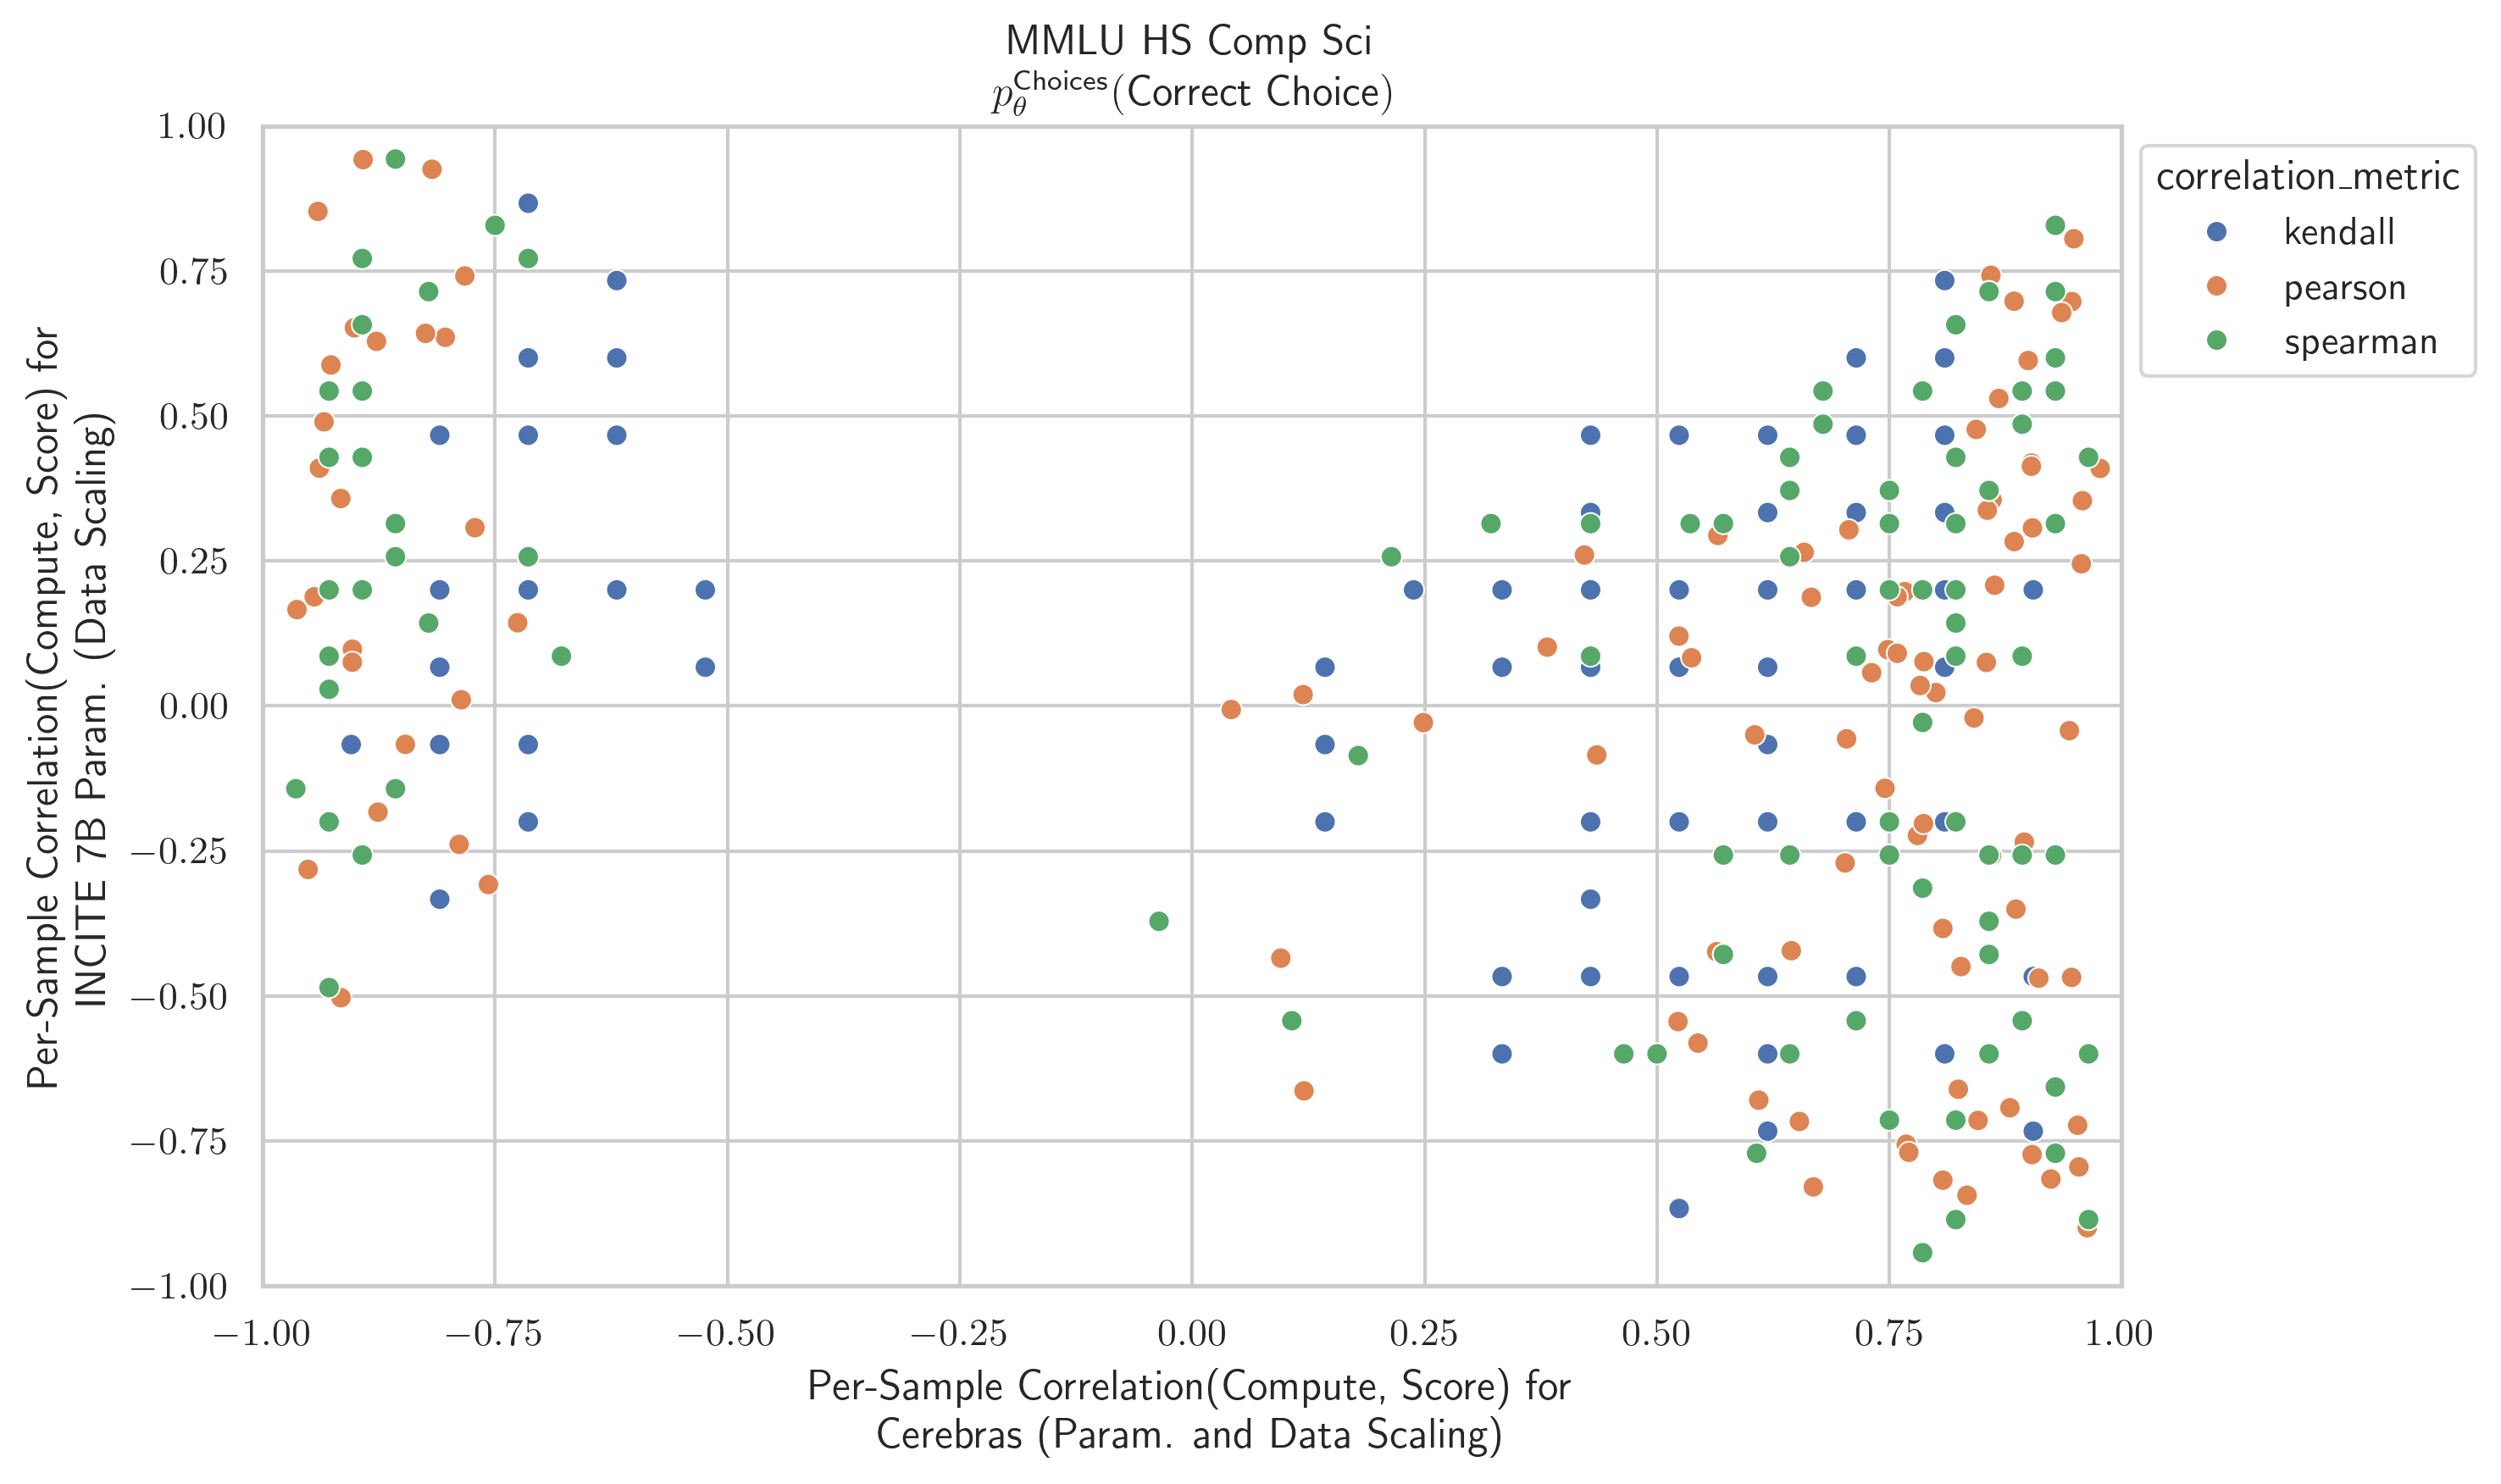 MMLU HS Comp Sci
p_θ^Choices(Correct Choice)
1.00
0.75
0.50
0.25
0.00
−0.25
−0.50
−0.75
−1.00
Per-Sample Correlation(Compute, Score) for
INCITE 7B Param. (Data Scaling)
correlation_metric
kendall
pearson
spearman
−1.00 −0.75 −0.50 −0.25 0.00 0.25 0.50 0.75 1.00
Per-Sample Correlation(Compute, Score) for
Cerebras (Param. and Data Scaling)